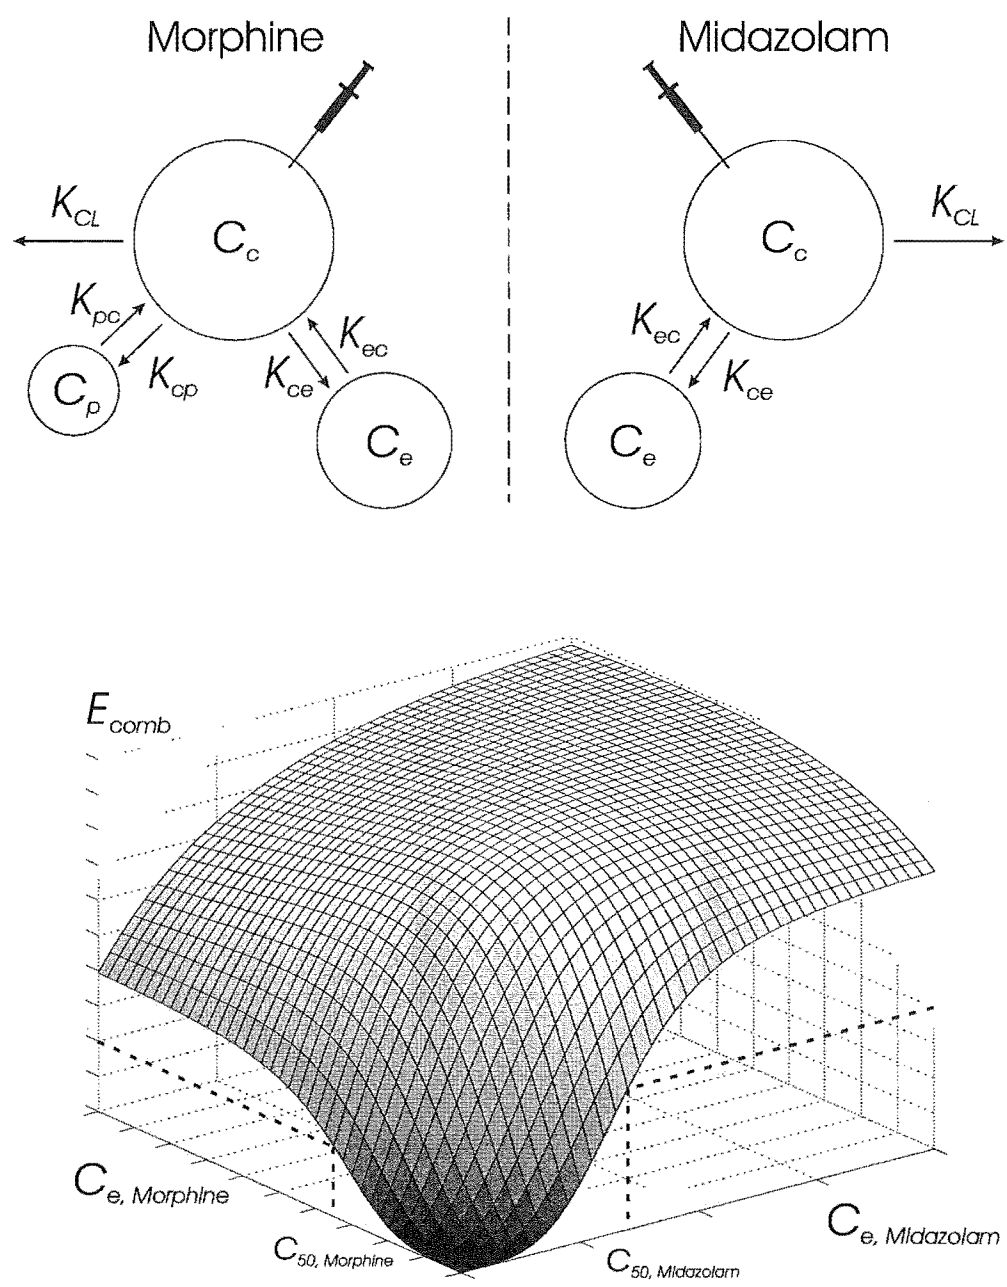 Morphine
Midazolam
K_CL
C_c
C_c
K_CL
K_pc
K_ec
K_ec
C_p
K_cp
K_ce
K_ce
C_e
C_e
E_comb
C_e, Morphine
C_e, Midazolam
C_50, Morphine
C_50, Midazolam